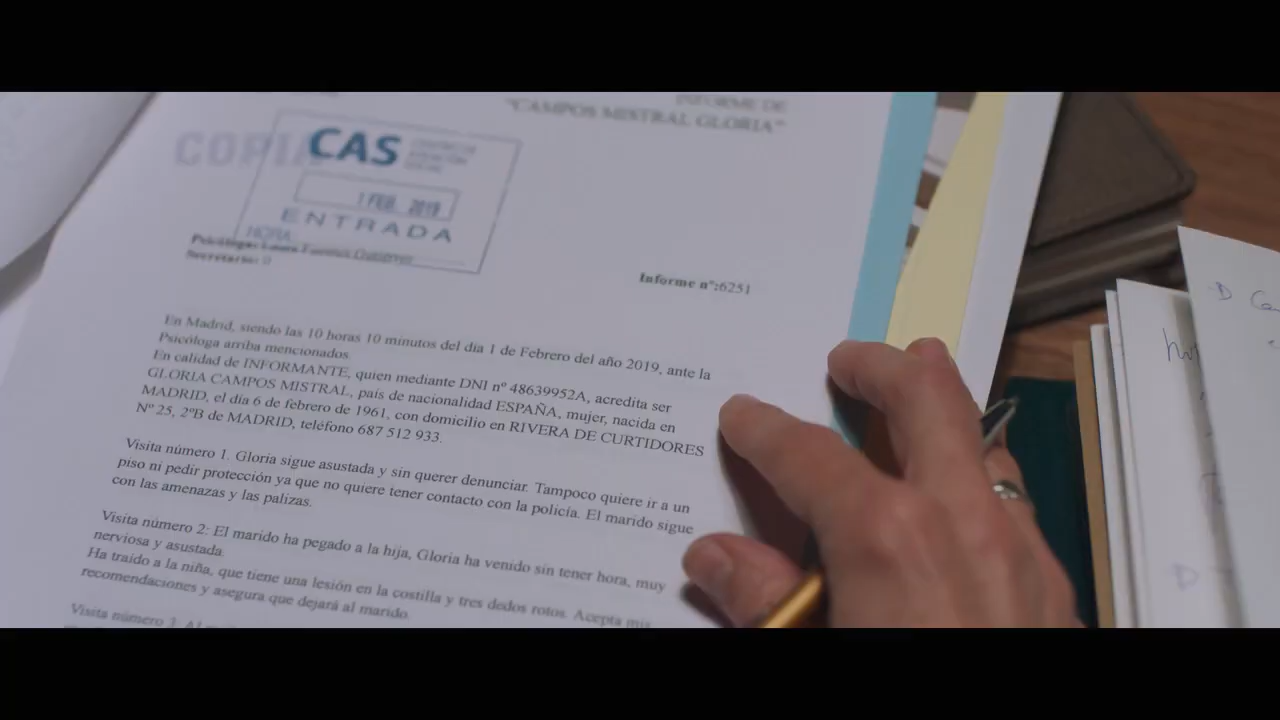 INFORME DE
"CAMPOS MISTRAL GLORIA"
COPIA
CAS
1 FEB. 2019
ENTRADA
HORA
Secretario: 0
Informe nº:6251
En Madrid, siendo las 10 horas 10 minutos del día 1 de Febrero del año 2019, ante la
Psicóloga arriba mencionados.
En calidad de INFORMANTE, quien mediante DNI nº 48639952A, acredita ser
GLORIA CAMPOS MISTRAL, país de nacionalidad ESPAÑA, mujer, nacida en
MADRID, el día 6 de febrero de 1961, con domicilio en RIVERA DE CURTIDORES
Nº 25, 2ºB de MADRID, teléfono 687 512 933.
Visita número 1. Gloria sigue asustada y sin querer denunciar. Tampoco quiere ir a un
piso ni pedir protección ya que no quiere tener contacto con la policía. El marido sigue
con las amenazas y las palizas.
Visita número 2: El marido ha pegado a la hija, Gloria ha venido sin tener hora, muy
nerviosa y asustada.
Ha traído a la niña, que tiene una lesión en la costilla y tres dedos rotos. Acepta mis
recomendaciones y asegura que dejará al marido.
Visita número 3: Al